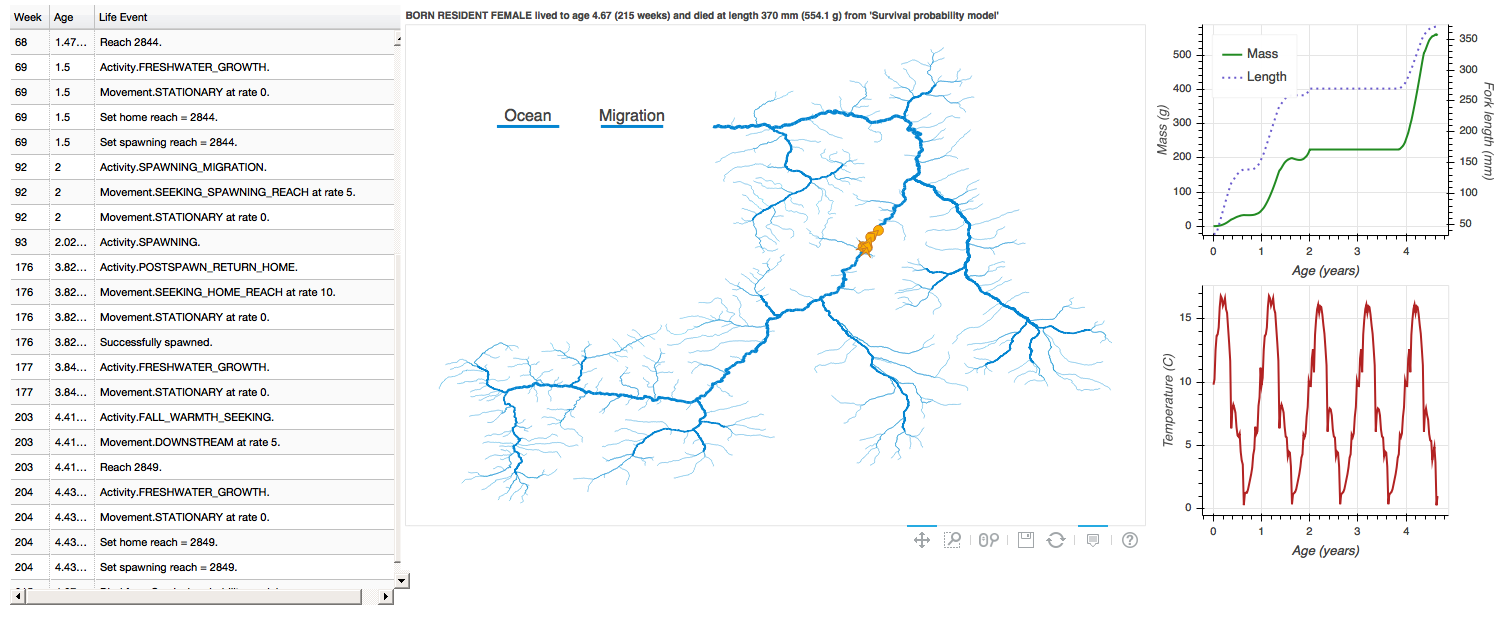 Week Age Life Event
68 1.47... Reach 2844.
69 1.5 Activity.FRESHWATER_GROWTH.
69 1.5 Movement.STATIONARY at rate 0.
69 1.5 Set home reach = 2844.
69 1.5 Set spawning reach = 2844.
92 2 Activity.SPAWNING_MIGRATION.
92 2 Movement.SEEKING_SPAWNING_REACH at rate 5.
92 2 Movement.STATIONARY at rate 0.
93 2.02... Activity.SPAWNING.
176 3.82... Activity.POSTSPAWN_RETURN_HOME.
176 3.82... Movement.SEEKING_HOME_REACH at rate 10.
176 3.82... Movement.STATIONARY at rate 0.
176 3.82... Successfully spawned.
177 3.84... Activity.FRESHWATER_GROWTH.
177 3.84... Movement.STATIONARY at rate 0.
203 4.41... Activity.FALL_WARMTH_SEEKING.
203 4.41... Movement.DOWNSTREAM at rate 5.
203 4.41... Reach 2849.
204 4.43... Activity.FRESHWATER_GROWTH.
204 4.43... Movement.STATIONARY at rate 0.
204 4.43... Set home reach = 2849.
204 4.43... Set spawning reach = 2849.
BORN RESIDENT FEMALE lived to age 4.67 (215 weeks) and died at length 370 mm (554.1 g) from 'Survival probability model'
Ocean Migration
Mass
Length
Mass (g)
500
400
300
200
100
0
Fork length (mm)
350
300
250
200
150
100
50
0 1 2 3 4
Age (years)
Temperature (C)
15
10
5
0
0 1 2 3 4
Age (years)